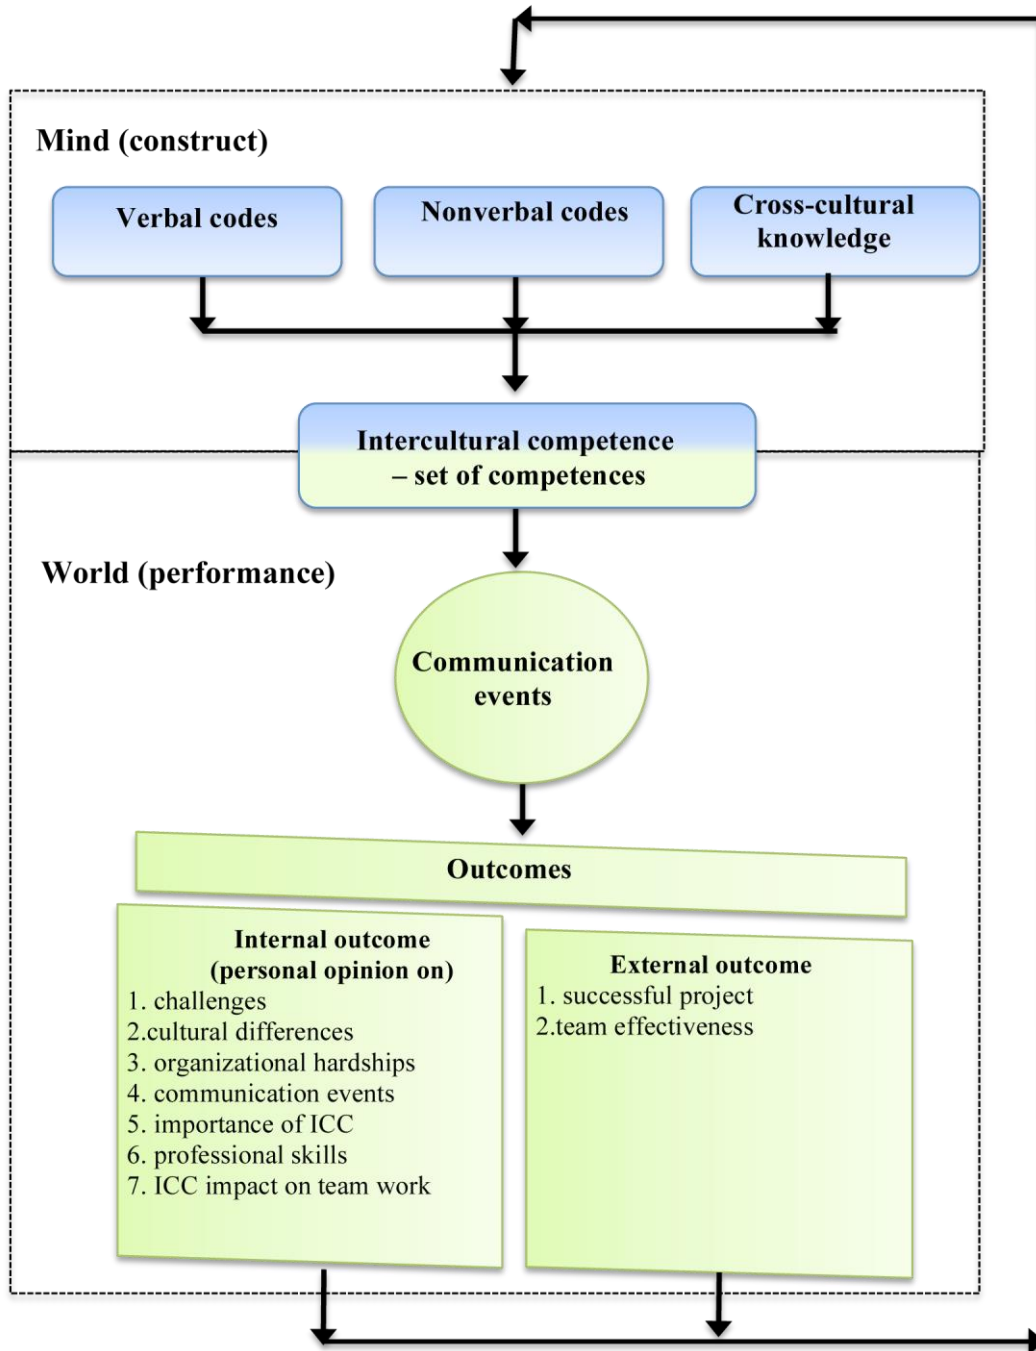 Mind (construct)
Verbal codes
Nonverbal codes
Cross-cultural
knowledge
Intercultural competence
– set of competences
World (performance)
Communication
events
Outcomes
Internal outcome
(personal opinion on)
1. challenges
2.cultural differences
3. organizational hardships
4. communication events
5. importance of ICC
6. professional skills
7. ICC impact on team work
External outcome
1. successful project
2.team effectiveness